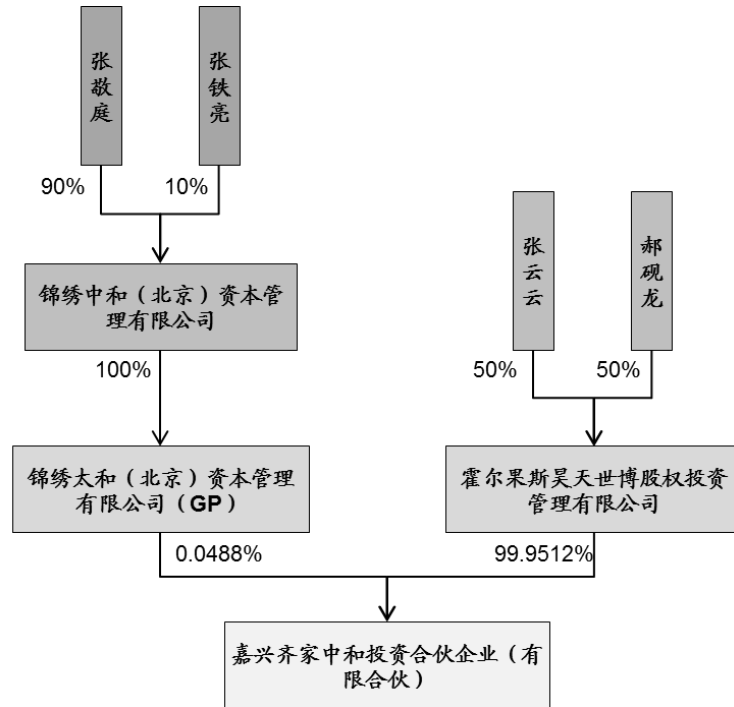 张敬庭
张铁亮
90%
10%
张云云
郝砚龙
锦绣中和（北京）资本管
理有限公司
100%
50%
50%
锦绣太和（北京）资本管理
有限公司（GP）
霍尔果斯昊天世博股权投资
管理有限公司
0.0488%
99.9512%
嘉兴齐家中和投资合伙企业（有
限合伙）